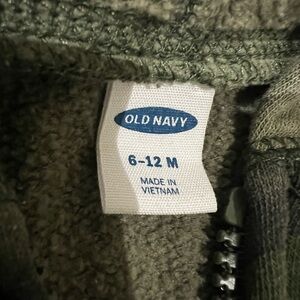 OLD NAVY
6-12 M
MADE IN
VIETNAM